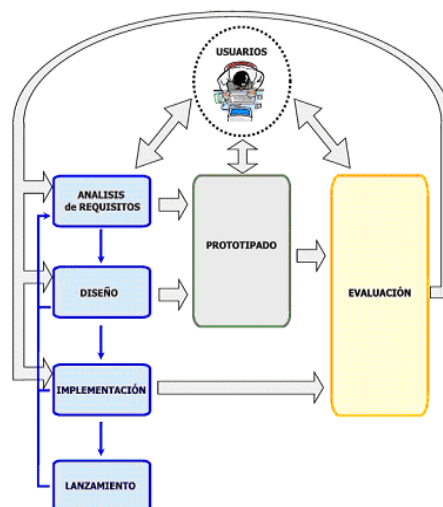 USUARIOS
ANALISIS
de REQUISITOS
PROTOTIPADO
DISEÑO
EVALUACIÓN
IMPLEMENTACIÓN
LANZAMIENTO